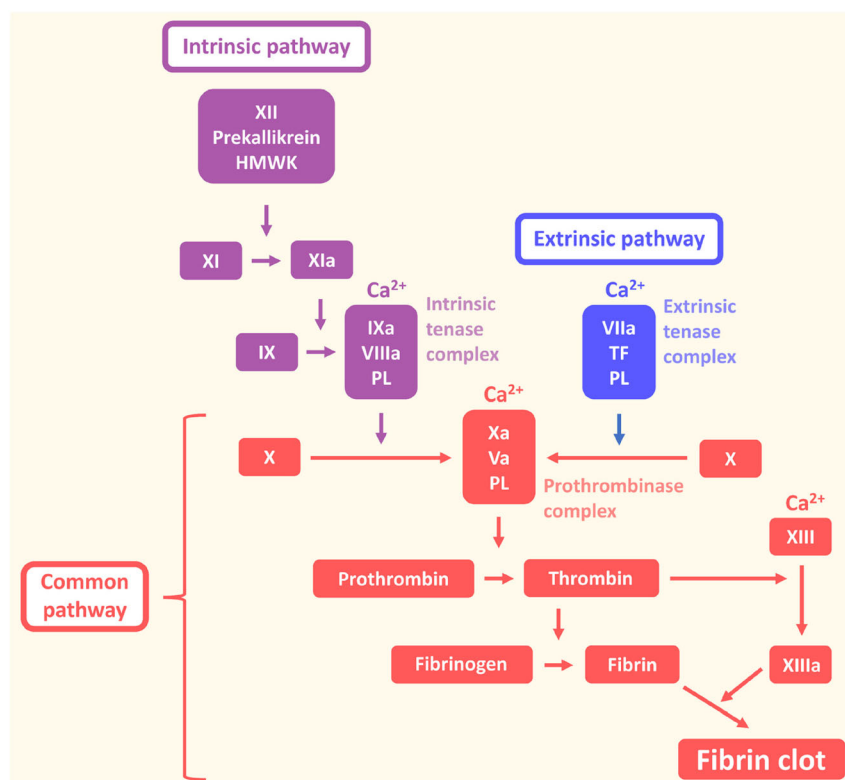 Intrinsic pathway
XII
Prekallikrein
HMWK
XI
XIa
Extrinsic pathway
Ca²⁺
Intrinsic
tenase
complex
IX
IXa
VIIIa
PL
Ca²⁺
VIIa
TF
PL
Extrinsic
tenase
complex
Ca²⁺
X
Xa
Va
PL
X
Prothrombinase
complex
Ca²⁺
XIII
Common
pathway
Prothrombin
Thrombin
Fibrinogen
Fibrin
XIIIa
Fibrin clot